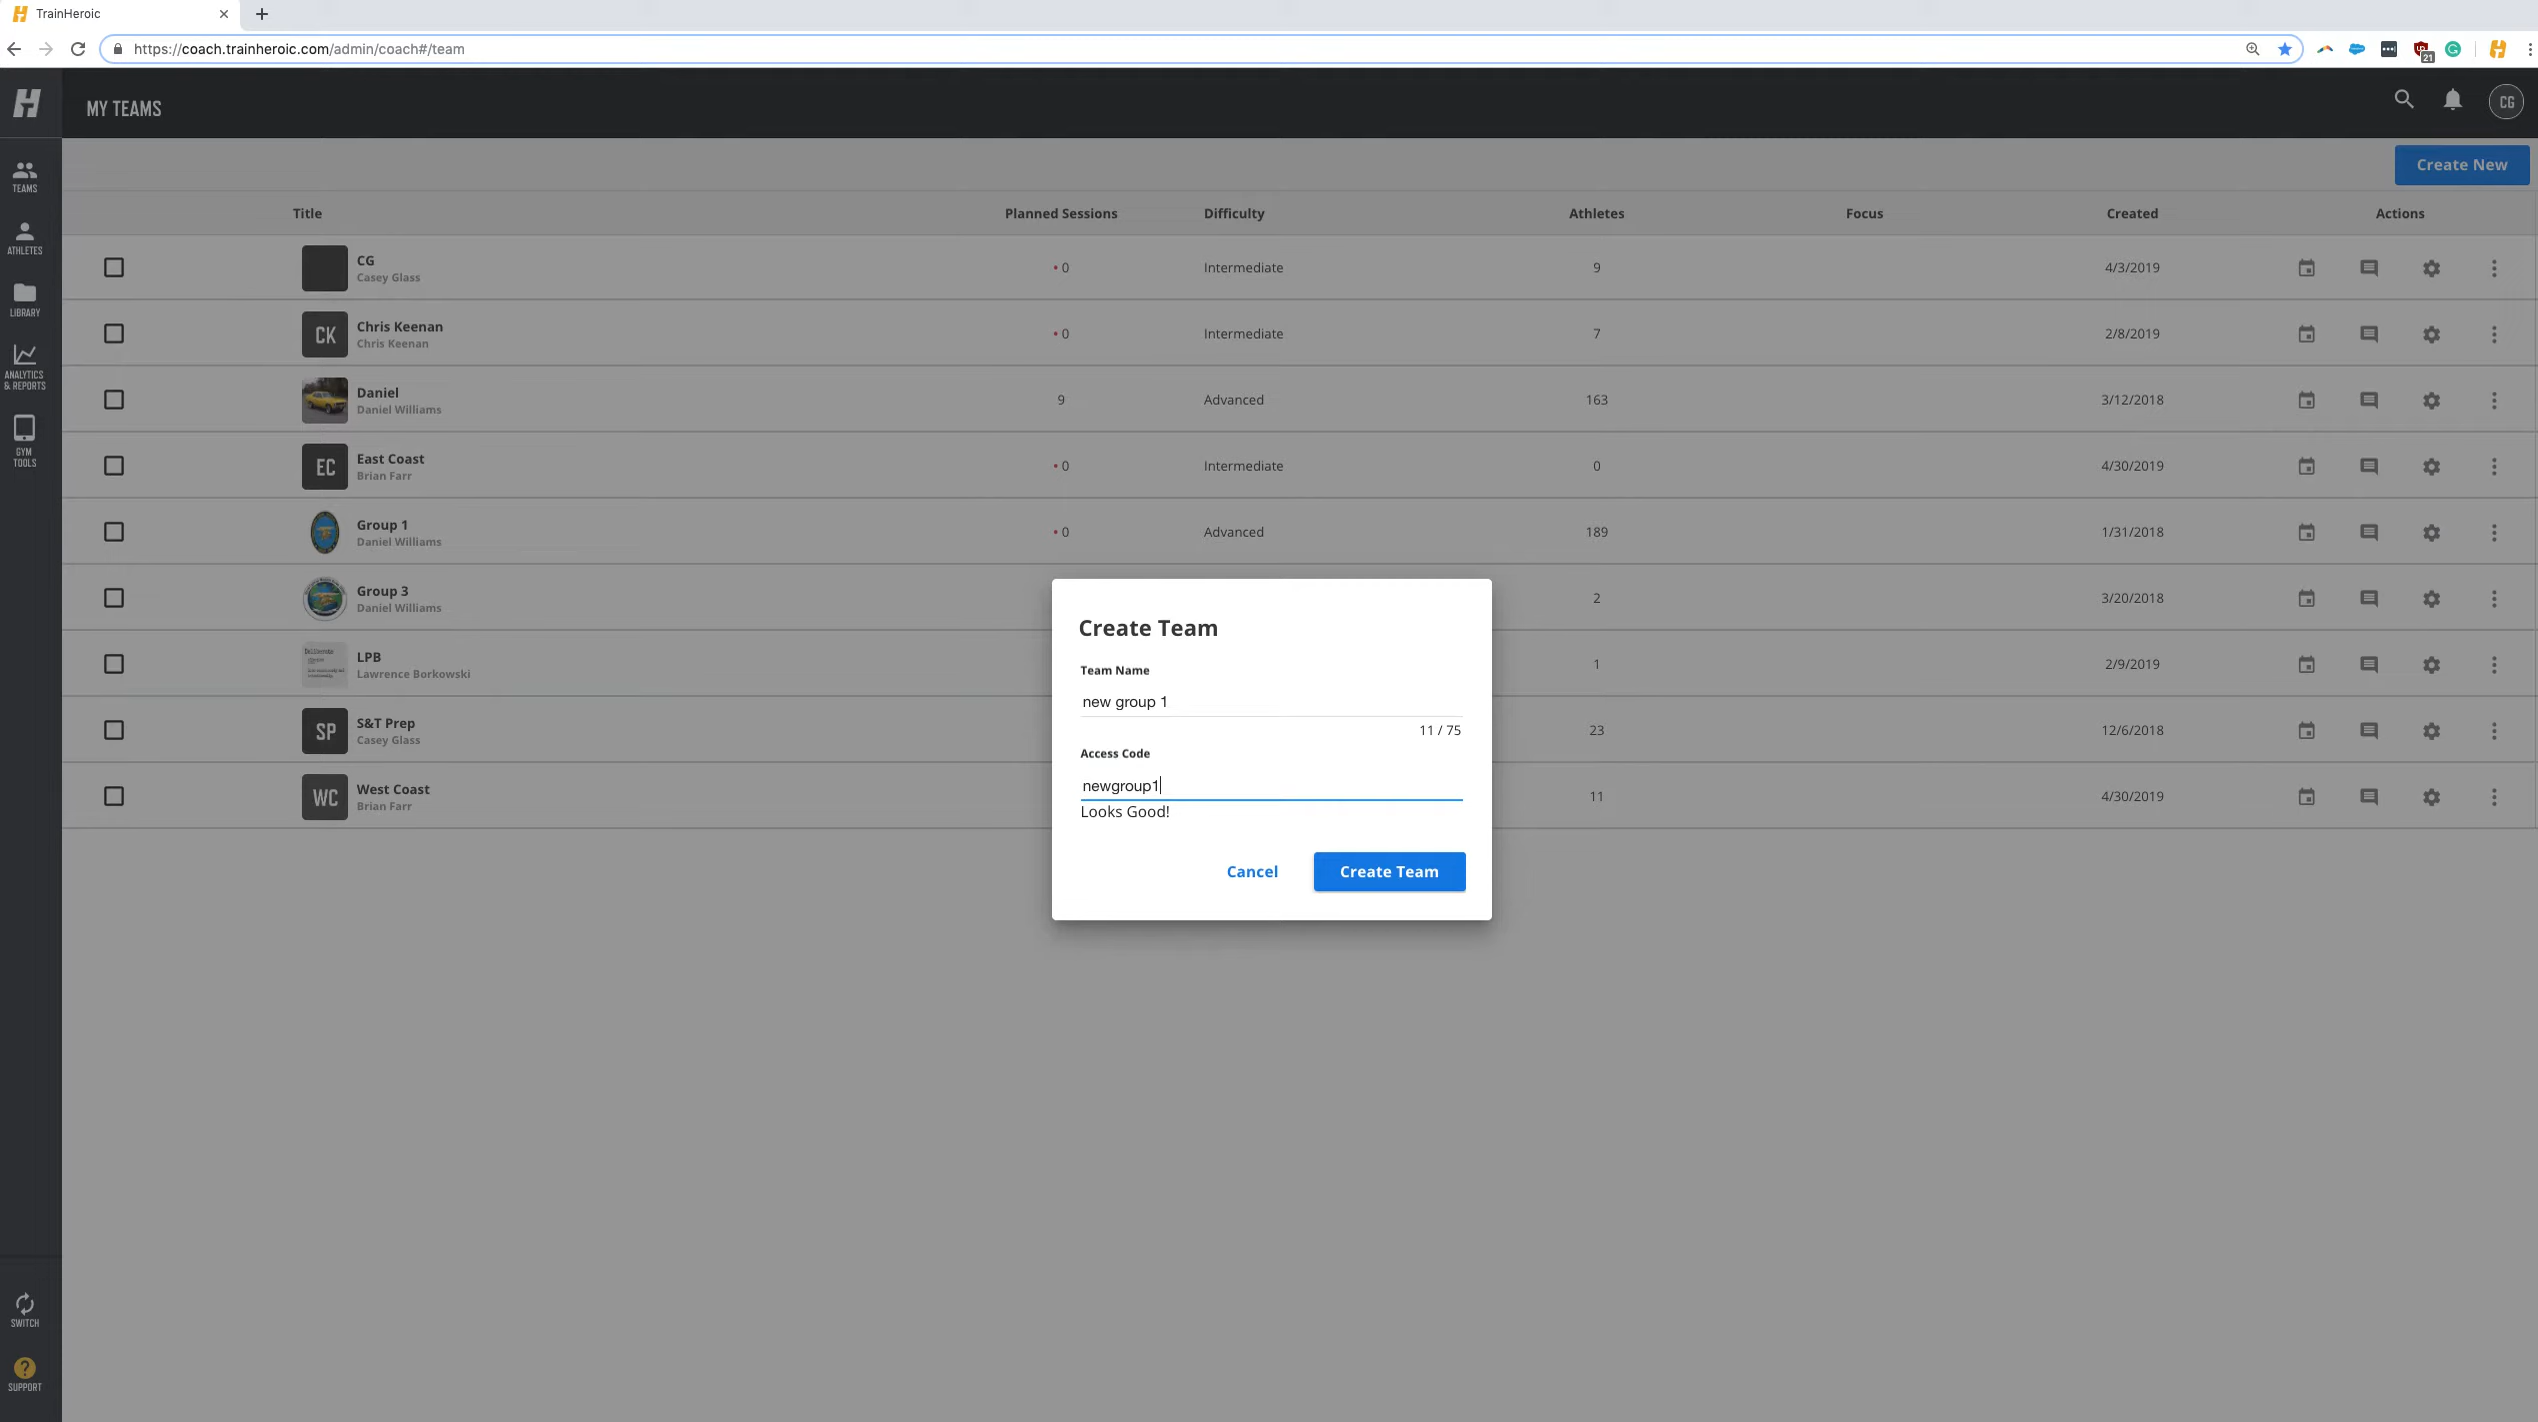 TrainHeroic
https://coach.trainheroic.com/admin/coach#/team
21
MY TEAMS
CG
TEAMS
ATHLETES
LIBRARY
ANALYTICS
& REPORTS
GYM
TOOLS
SWITCH
SUPPORT
Create New
Title Planned Sessions Difficulty Athletes Focus Created Actions
CG
Casey Glass
0 Intermediate 9 4/3/2019
CK Chris Keenan
Chris Keenan
0 Intermediate 7 2/8/2019
Daniel
Daniel Williams
9 Advanced 163 3/12/2018
EC East Coast
Brian Farr
0 Intermediate 0 4/30/2019
Group 1
Daniel Williams
0 Advanced 189 1/31/2018
Group 3
Daniel Williams
2 3/20/2018
LPB
Lawrence Borkowski
1 2/9/2019
SP S&T Prep
Casey Glass
23 12/6/2018
WC West Coast
Brian Farr
11 4/30/2019
Create Team
Team Name
new group 1
11 / 75
Access Code
newgroup1
Looks Good!
Cancel Create Team